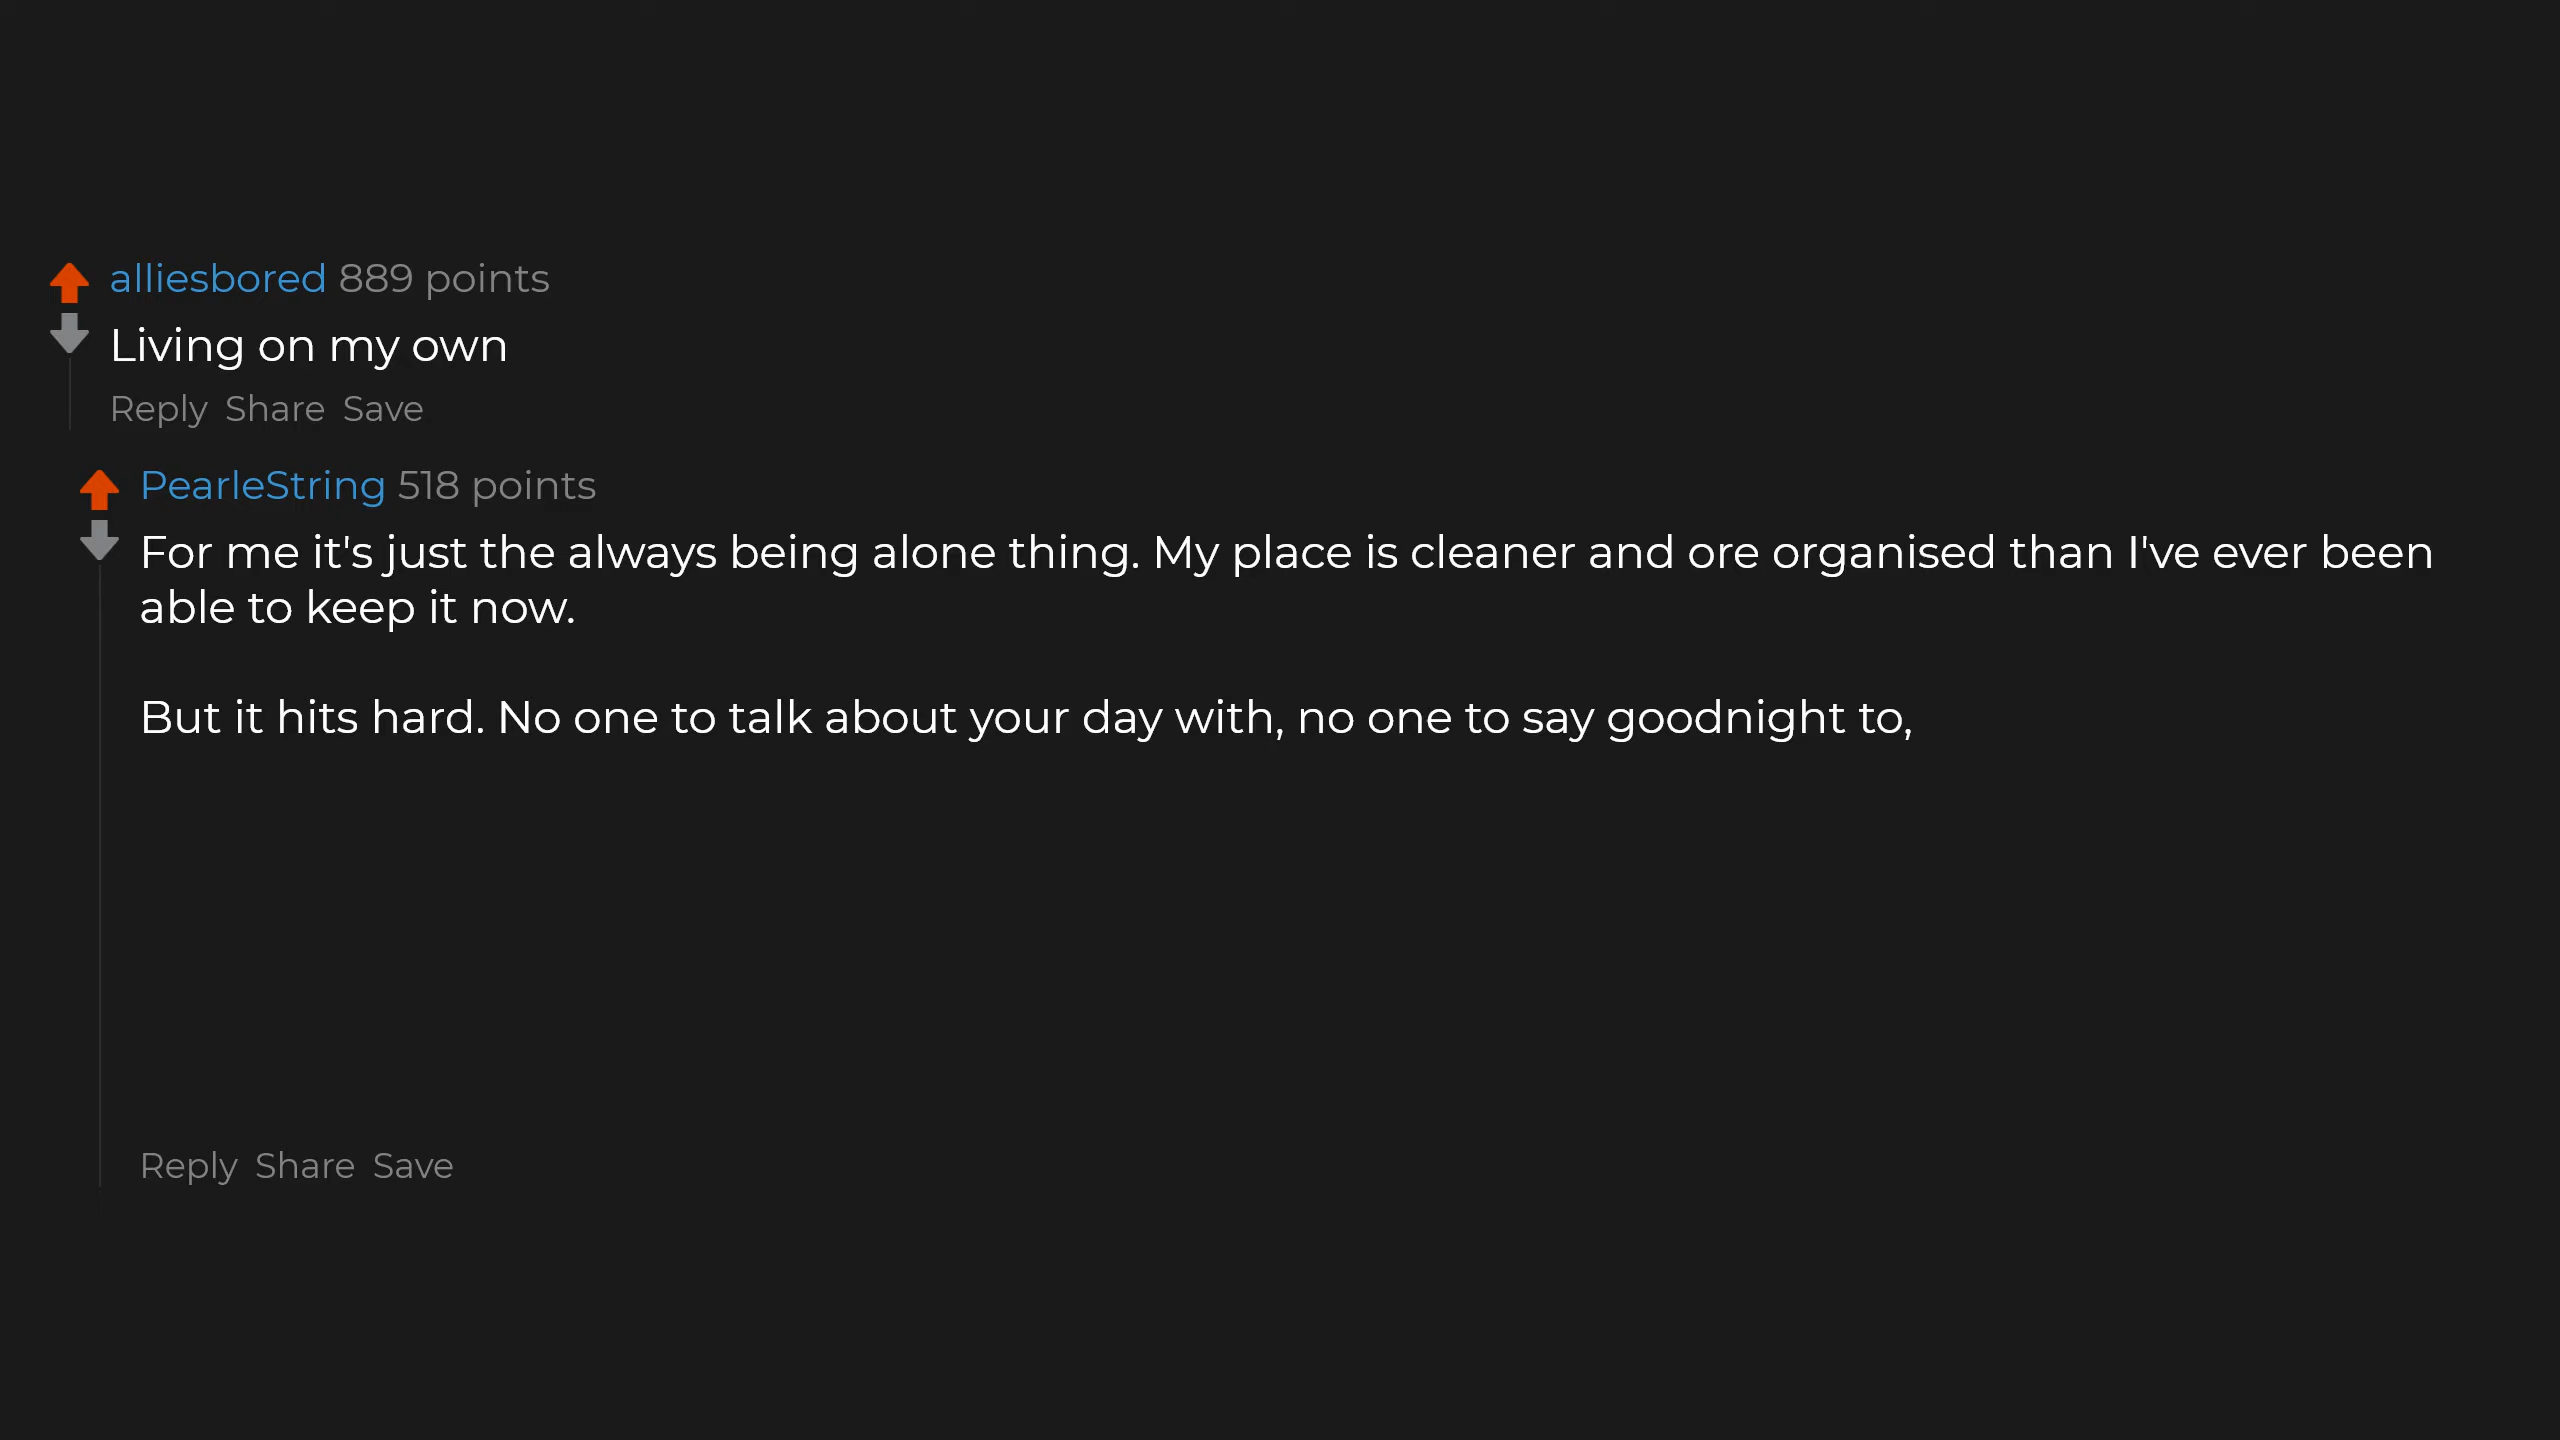 alliesbored 889 points
Living on my own
Reply Share Save
PearleString 518 points
For me it's just the always being alone thing. My place is cleaner and ore organised than I've ever been
able to keep it now.
But it hits hard. No one to talk about your day with, no one to say goodnight to,
Reply Share Save